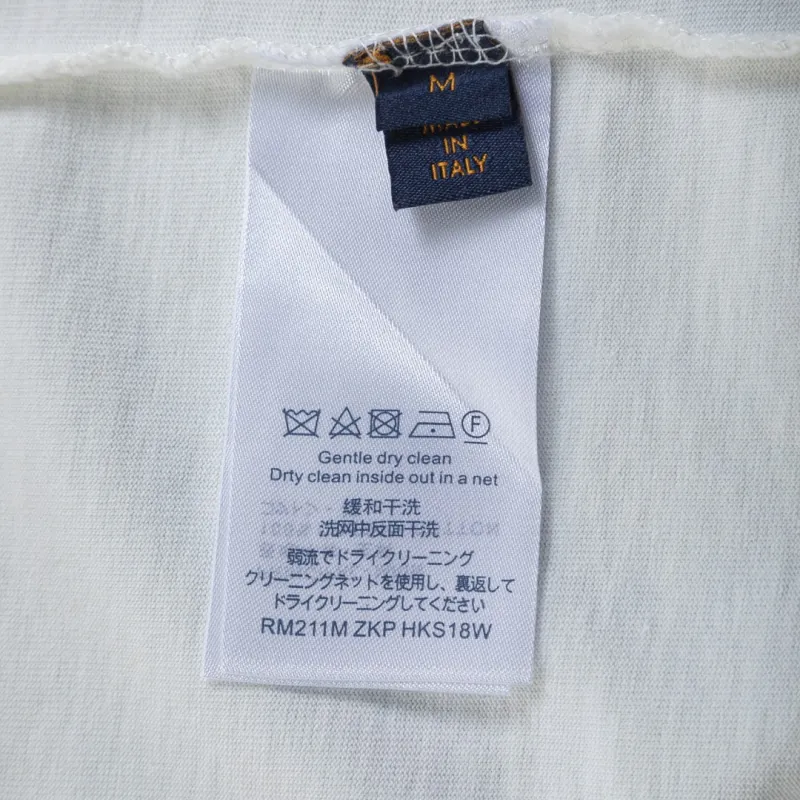 M
MADE
IN
ITALY
F
Gentle dry clean
Drty clean inside out in a net
缓和干洗
洗网中反面干洗
弱流でドライクリーニング
クリーニングネットを使用し、裏返して
ドライクリーニングしてください
RM211M ZKP HKS18W